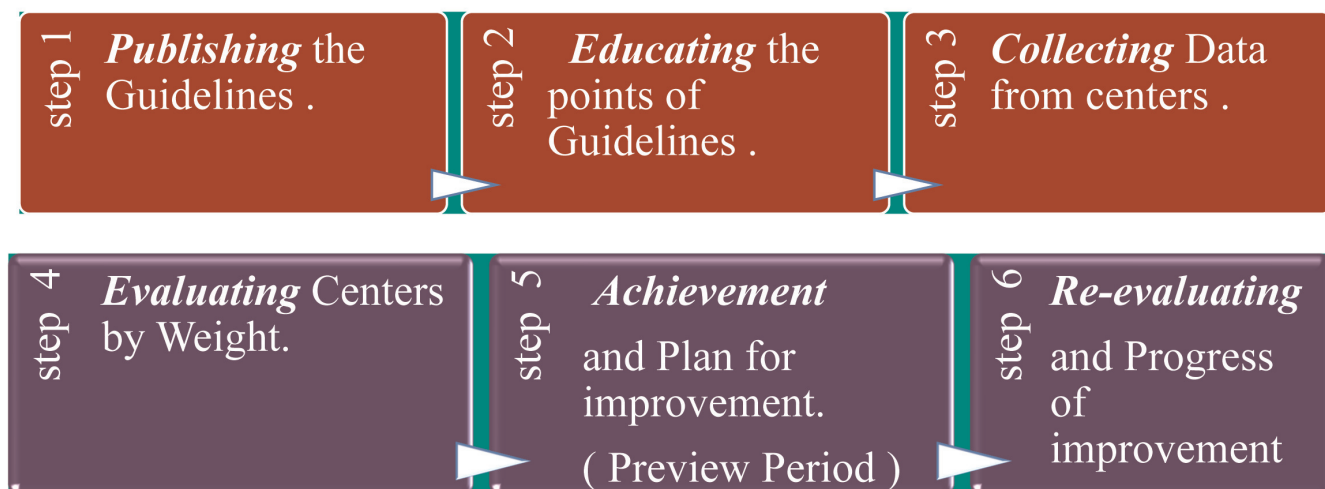 step 1
Publishing the
Guidelines .
step 2
Educating the
points of
Guidelines .
step 3
Collecting Data
from centers .
step 4
Evaluating Centers
by Weight.
step 5
Achievement
and Plan for
improvement.
( Preview Period )
step 6
Re-evaluating
and Progress
of
improvement